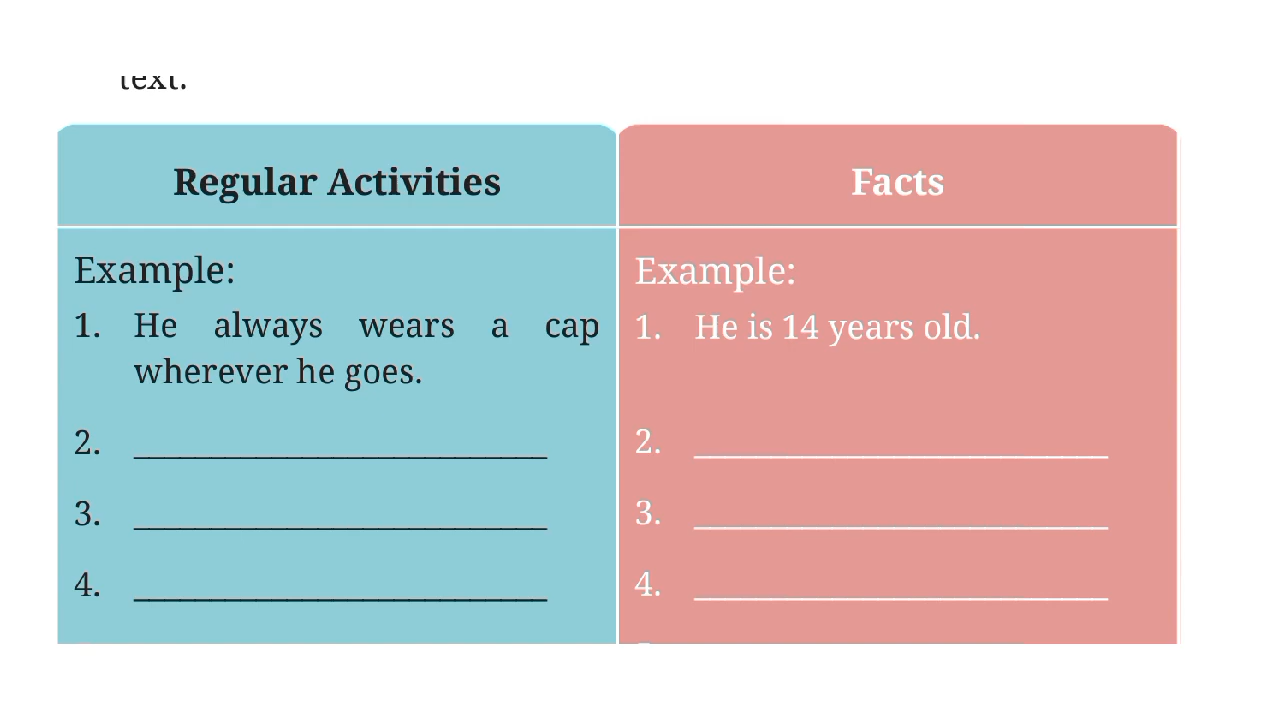 text.
Regular Activities
Facts
Example:
1. He always wears a cap
wherever he goes.
2. ___________________________
3. ___________________________
4. ___________________________
Example:
1. He is 14 years old.
2. ___________________________
3. ___________________________
4. ___________________________